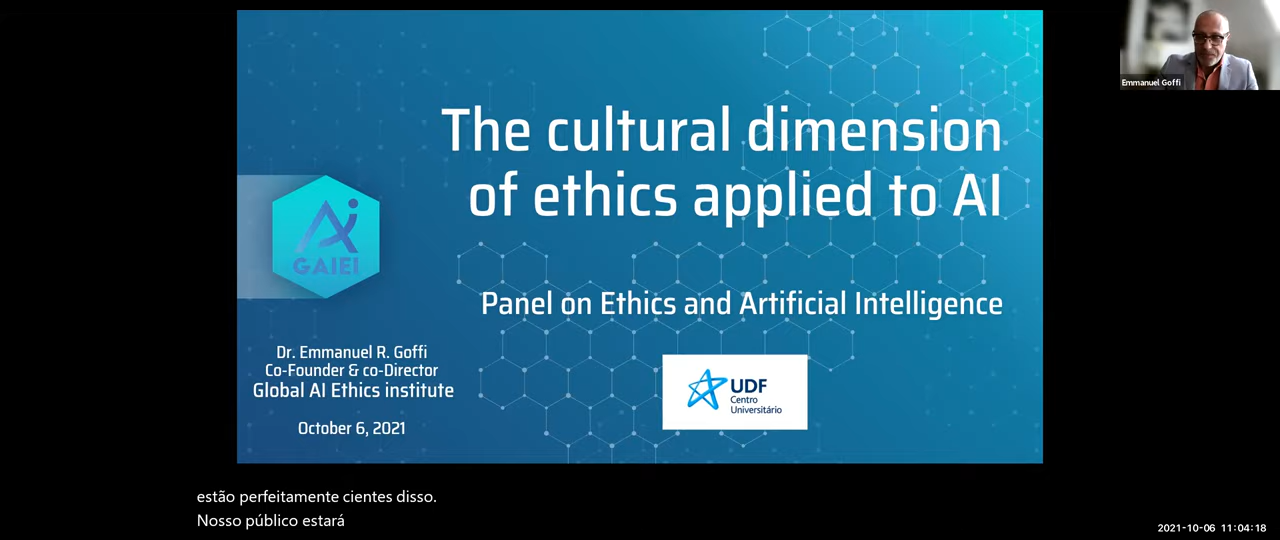 Emmanuel Goffi
The cultural dimension
of ethics applied to AI
Ai
GAIEI
Panel on Ethics and Artificial Intelligence
Dr. Emmanuel R. Goffi
Co-Founder & co-Director
Global AI Ethics institute
October 6, 2021
UDF
Centro
Universitário
estão perfeitamente cientes disso.
Nosso público estará
2021-10-06 11:04:18